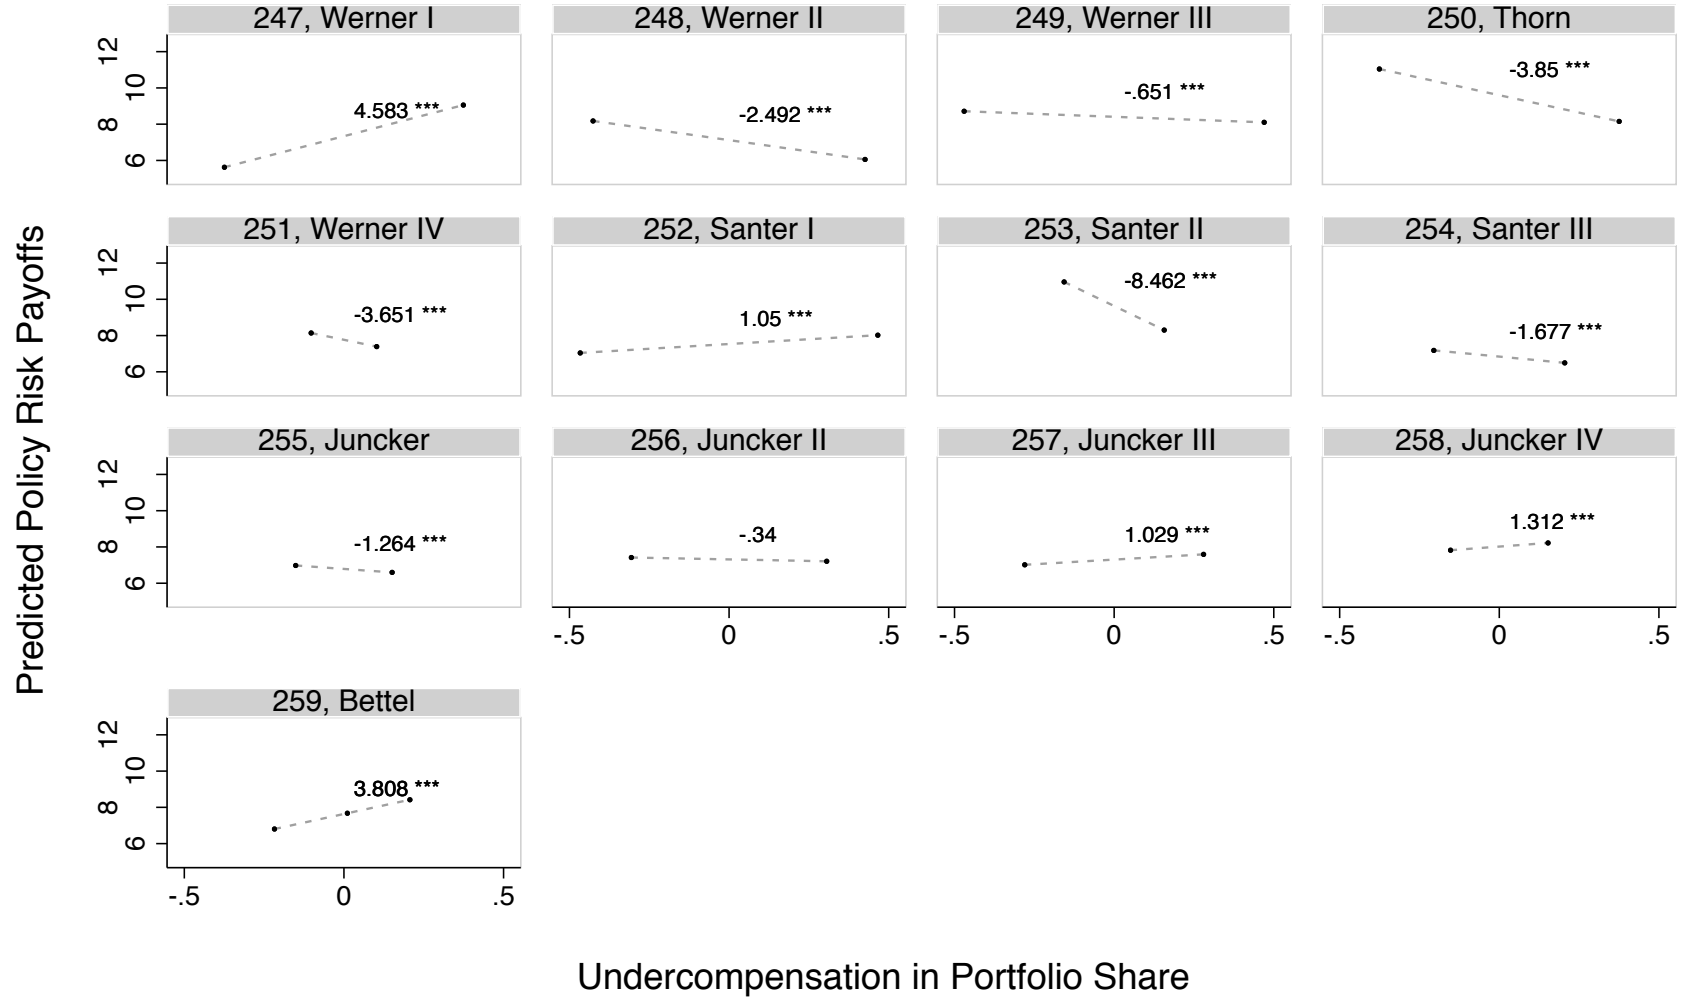 247, Werner I
248, Werner II
249, Werner III
250, Thorn
12
10
8
6
4.583 ***
-2.492 ***
-.651 ***
-3.85 ***
251, Werner IV
252, Santer I
253, Santer II
254, Santer III
12
10
8
6
-3.651 ***
1.05 ***
-8.462 ***
-1.677 ***
255, Juncker
256, Juncker II
257, Juncker III
258, Juncker IV
12
10
8
6
-1.264 ***
-.34
1.029 ***
1.312 ***
-.5 0 .5
-.5 0 .5
-.5 0 .5
259, Bettel
12
10
8
6
3.808 ***
-.5 0 .5
Predicted Policy Risk Payoffs
Undercompensation in Portfolio Share